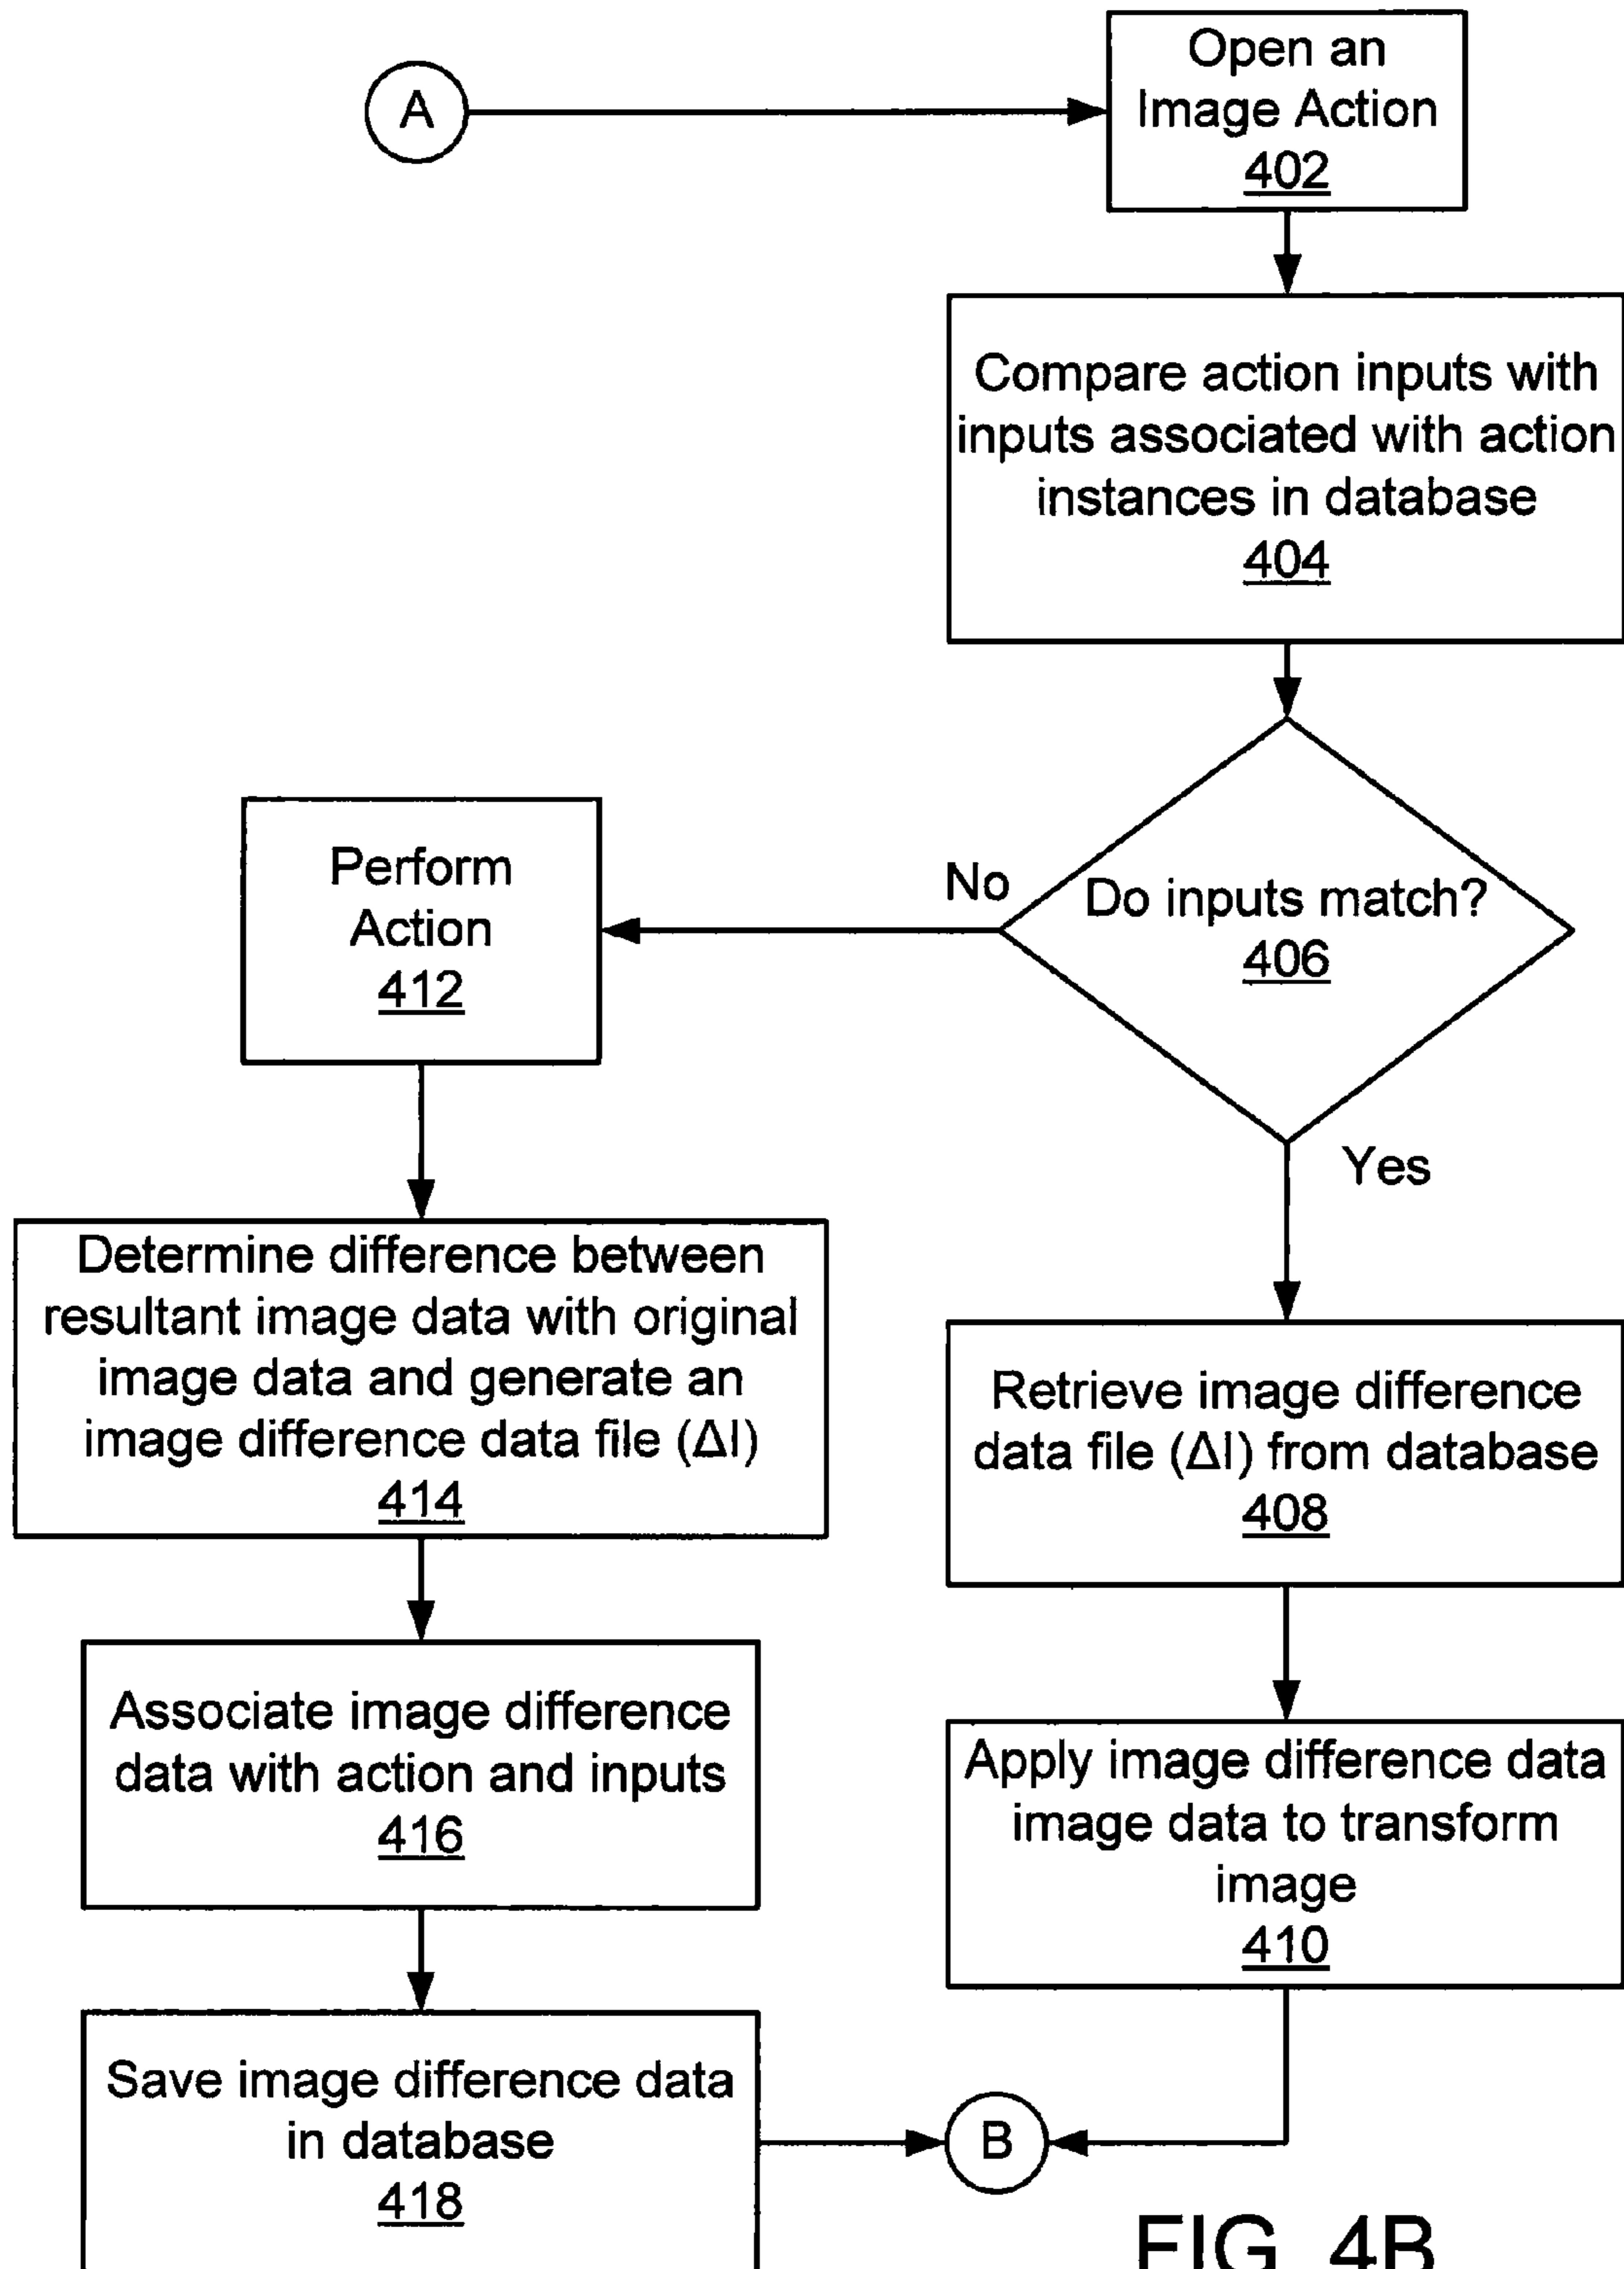 A
Open an
Image Action
402
Compare action inputs with
inputs associated with action
instances in database
404
Do inputs match?
406
No
Yes
Perform
Action
412
Determine difference between
resultant image data with original
image data and generate an
image difference data file (ΔI)
414
Retrieve image difference
data file (ΔI) from database
408
Associate image difference
data with action and inputs
416
Apply image difference data
image data to transform
image
410
Save image difference data
in database
418
B
FIG. 4B